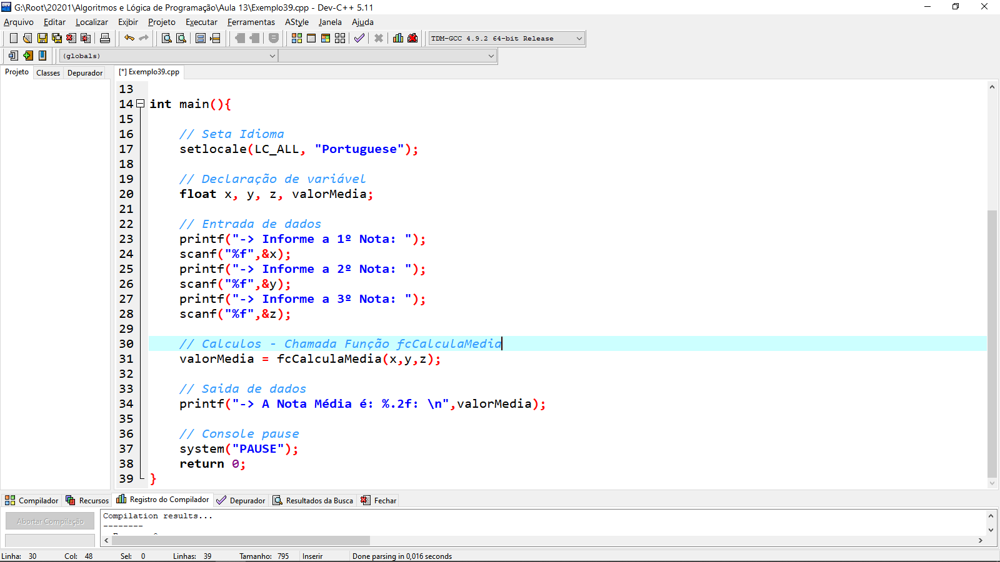 G:\Root\20201\Algoritmos e Lógica de Programação\Aula 13\Exemplo39.cpp - Dev-C++ 5.11
Arquivo Editar Localizar Exibir Projeto Executar Ferramentas AStyle Janela Ajuda
TDM-GCC 4.9.2 64-bit Release
(globals)
Projeto Classes Depurador [*] Exemplo39.cpp
13
14 int main(){
15
16 // Seta Idioma
17 setlocale(LC_ALL, "Portuguese");
18
19 // Declaração de variável
20 float x, y, z, valorMedia;
21
22 // Entrada de dados
23 printf("-> Informe a 1º Nota: ");
24 scanf("%f",&x);
25 printf("-> Informe a 2º Nota: ");
26 scanf("%f",&y);
27 printf("-> Informe a 3º Nota: ");
28 scanf("%f",&z);
29
30 // Calculos - Chamada Função fcCalculaMedia
31 valorMedia = fcCalculaMedia(x,y,z);
32
33 // Saida de dados
34 printf("-> A Nota Média é: %.2f: \n",valorMedia);
35
36 // Console pause
37 system("PAUSE");
38 return 0;
39 }
Compilador Recursos Registro do Compilador Depurador Resultados da Busca Fechar
Abortar Compilação
Compilation results...
--------
Linha: 30 Col: 48 Sel: 0 Linhas: 39 Tamanho: 795 Inserir Done parsing in 0,016 seconds